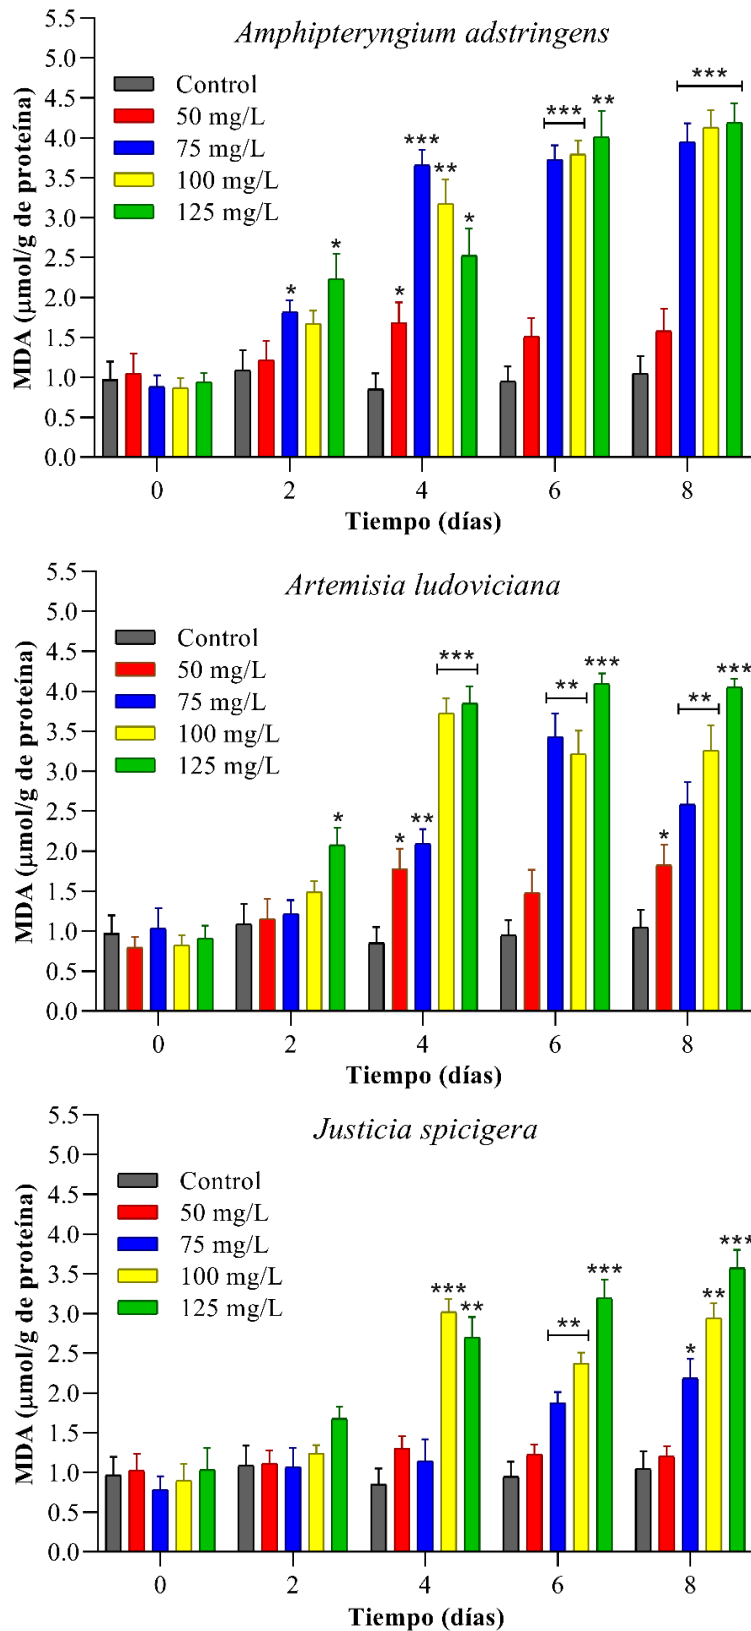 Amphipteryngium adstringens
MDA (µmol/g de proteína)
5.5
5.0
4.5
4.0
3.5
3.0
2.5
2.0
1.5
1.0
0.5
0.0
Control
50 mg/L
75 mg/L
100 mg/L
125 mg/L
*
*
*
***
**
*
***
**
***
0 2 4 6 8
Tiempo (días)
Artemisia ludoviciana
MDA (µmol/g de proteína)
5.5
5.0
4.5
4.0
3.5
3.0
2.5
2.0
1.5
1.0
0.5
0.0
Control
50 mg/L
75 mg/L
100 mg/L
125 mg/L
*
*
**
***
**
***
*
**
***
0 2 4 6 8
Tiempo (días)
Justicia spicigera
MDA (µmol/g de proteína)
5.5
5.0
4.5
4.0
3.5
3.0
2.5
2.0
1.5
1.0
0.5
0.0
Control
50 mg/L
75 mg/L
100 mg/L
125 mg/L
***
**
**
***
*
**
***
0 2 4 6 8
Tiempo (días)